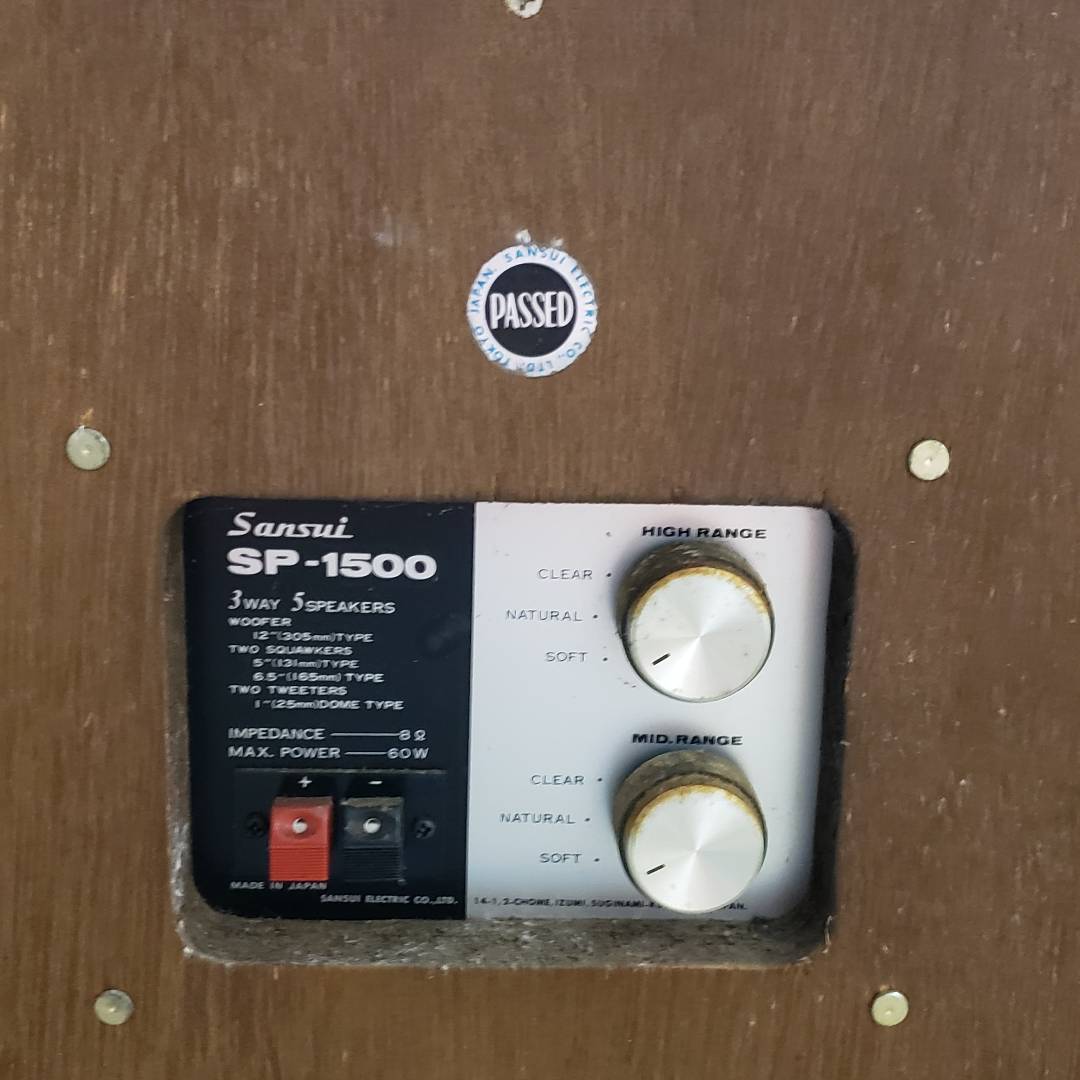 SANSUI ELECTRIC CO., LTD. TOKYO JAPAN.
PASSED
Sansui
SP-1500
3WAY 5SPEAKERS
WOOFER
12"(305mm)TYPE
TWO SQUAWKERS
5"(131mm)TYPE
6.5"(165mm) TYPE
TWO TWEETERS
1"(25mm)DOME TYPE
IMPEDANCE 8Ω
MAX. POWER 60W
+ −
MADE IN JAPAN
SANSUI ELECTRIC CO.,LTD.
HIGH RANGE
CLEAR
NATURAL
SOFT
MID.RANGE
CLEAR
NATURAL
SOFT
14-1, 2-CHOME, IZUMI, SUGINAMI-